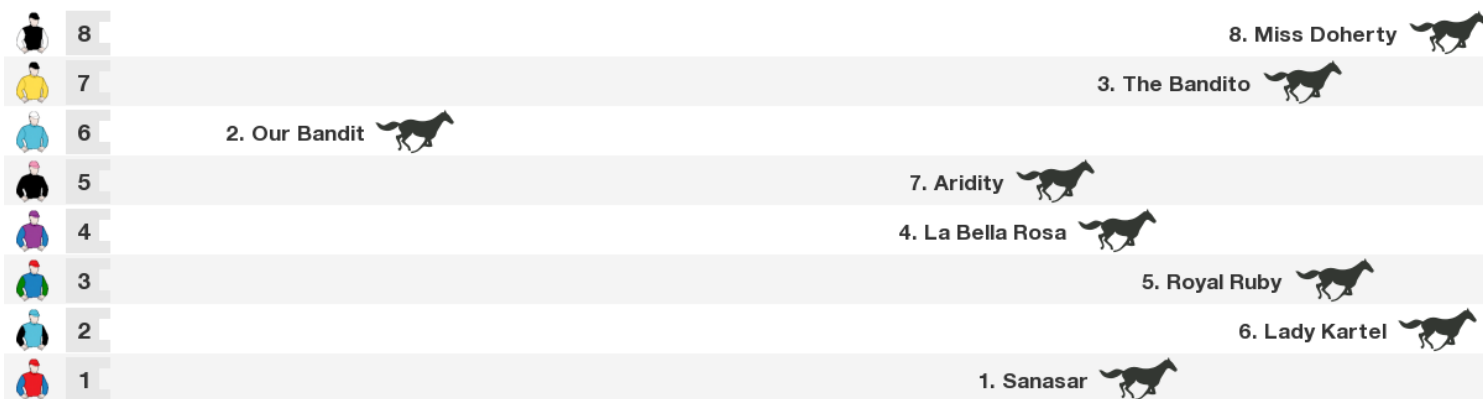 8 8. Miss Doherty
7 3. The Bandito
6 2. Our Bandit
5 7. Aridity
4 4. La Bella Rosa
3 5. Royal Ruby
2 6. Lady Kartel
1 1. Sanasar